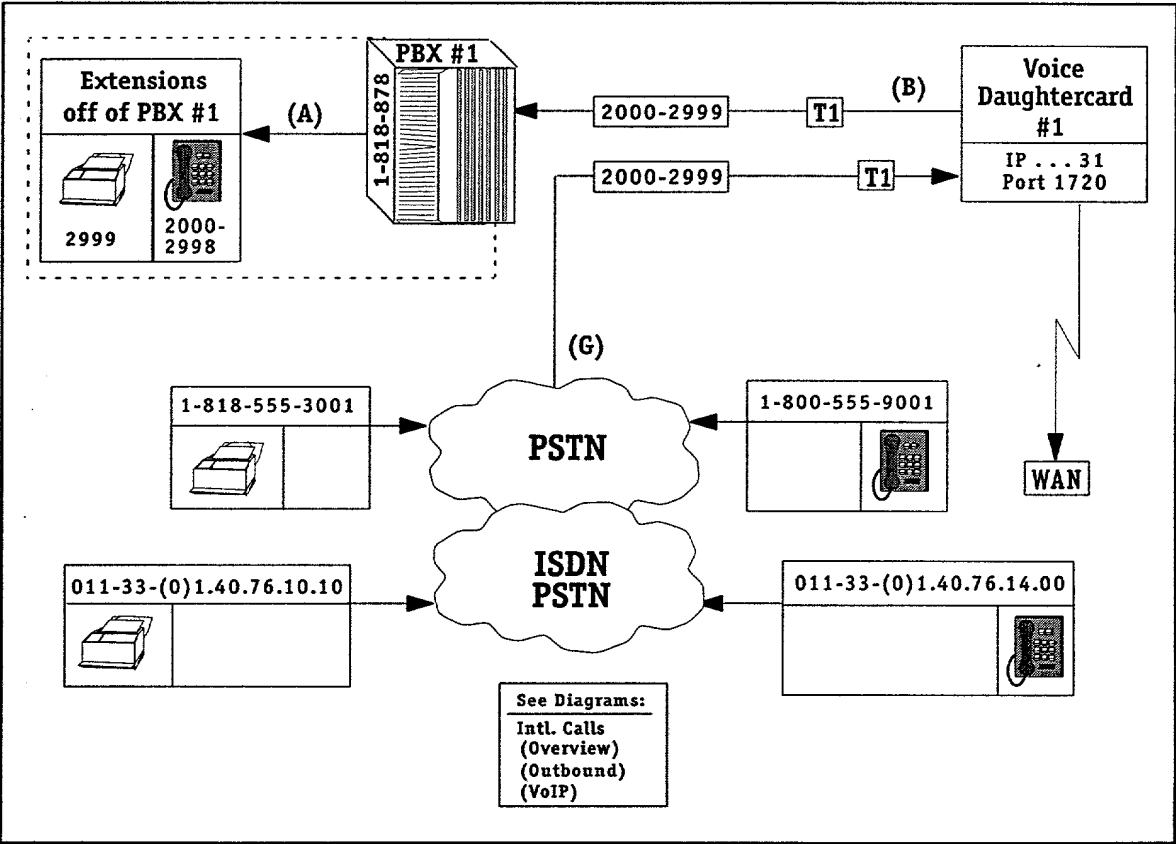 PBX #1
1-818-878
Extensions
off of PBX #1
(A)
2999
2000-
2998
2000-2999
T1
(B)
2000-2999
T1
Voice
Daughtercard
#1
IP ...31
Port 1720
(G)
1-818-555-3001
PSTN
1-800-555-9001
WAN
011-33-(0)1.40.76.10.10
ISDN
PSTN
011-33-(0)1.40.76.14.00
See Diagrams:
Intl. Calls
(Overview)
(Outbound)
(VoIP)